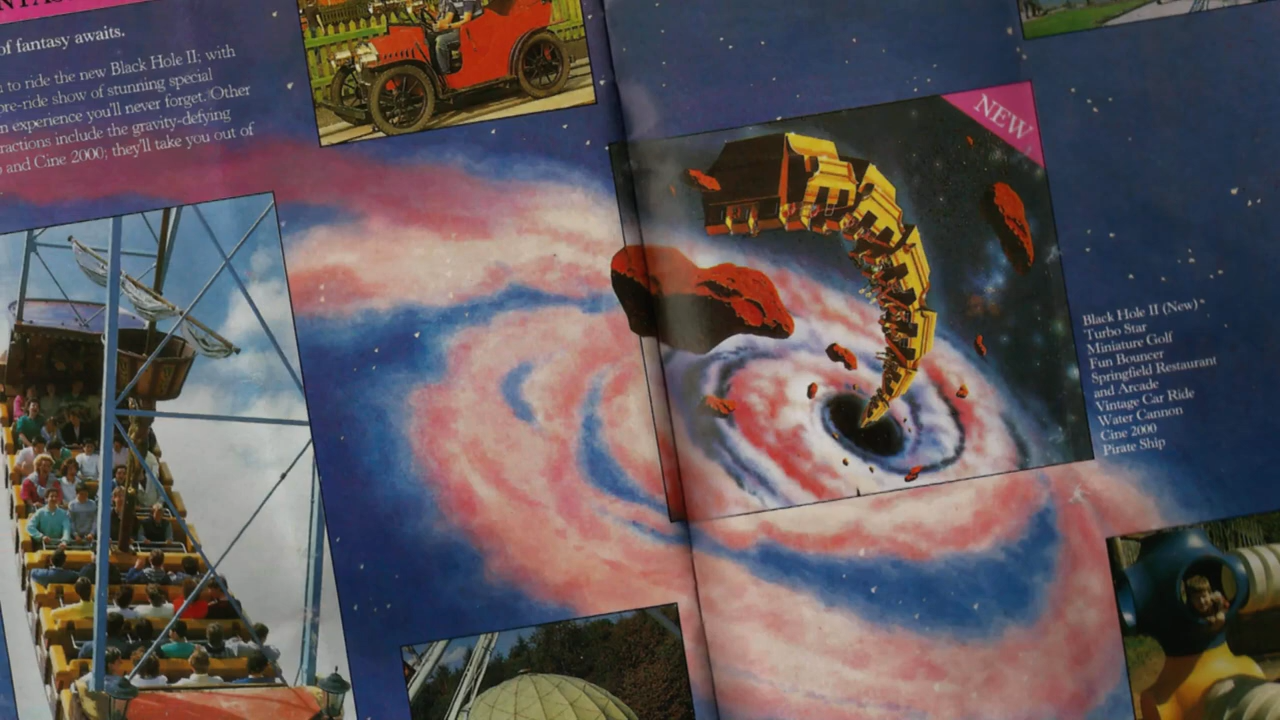 of fantasy awaits.
to ride the new Black Hole II; with
pre-ride show of stunning special
an experience you'll never forget. Other
ractions include the gravity-defying
and Cine 2000; they'll take you out of
NEW
Black Hole II (New)
Turbo Star
Miniature Golf
Fun Bouncer
Springfield Restaurant
and Arcade
Vintage Car Ride
Water Cannon
Cine 2000
Pirate Ship